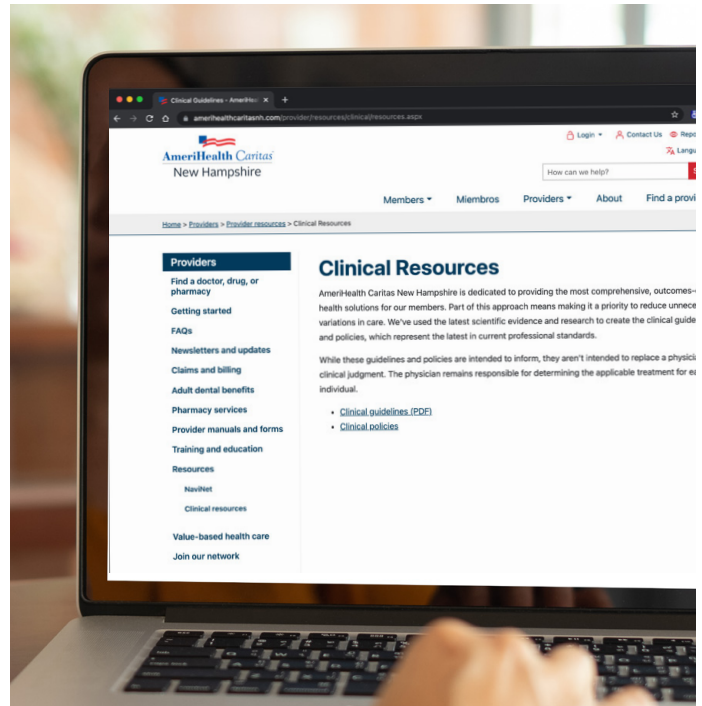 Clinical Guidelines - AmeriHea
amerihealthcaritasnh.com/provider/resources/clinical/resources.aspx
Login
Contact Us
AmeriHealth Caritas
New Hampshire
How can we help?
Members
Miembros
Providers
About
Find a provi
Home > Providers > Provider resources > Clinical Resources
Providers
Find a doctor, drug, or
pharmacy
Getting started
FAQs
Newsletters and updates
Claims and billing
Adult dental benefits
Pharmacy services
Provider manuals and forms
Training and education
Resources
NaviNet
Clinical resources
Value-based health care
Join our network
Clinical Resources
AmeriHealth Caritas New Hampshire is dedicated to providing the most comprehensive, outcomes-
health solutions for our members. Part of this approach means making it a priority to reduce unnece
variations in care. We've used the latest scientific evidence and research to create the clinical guide
and policies, which represent the latest in current professional standards.
While these guidelines and policies are intended to inform, they aren't intended to replace a physicia
clinical judgment. The physician remains responsible for determining the applicable treatment for ea
individual.
• Clinical guidelines (PDF)
• Clinical policies